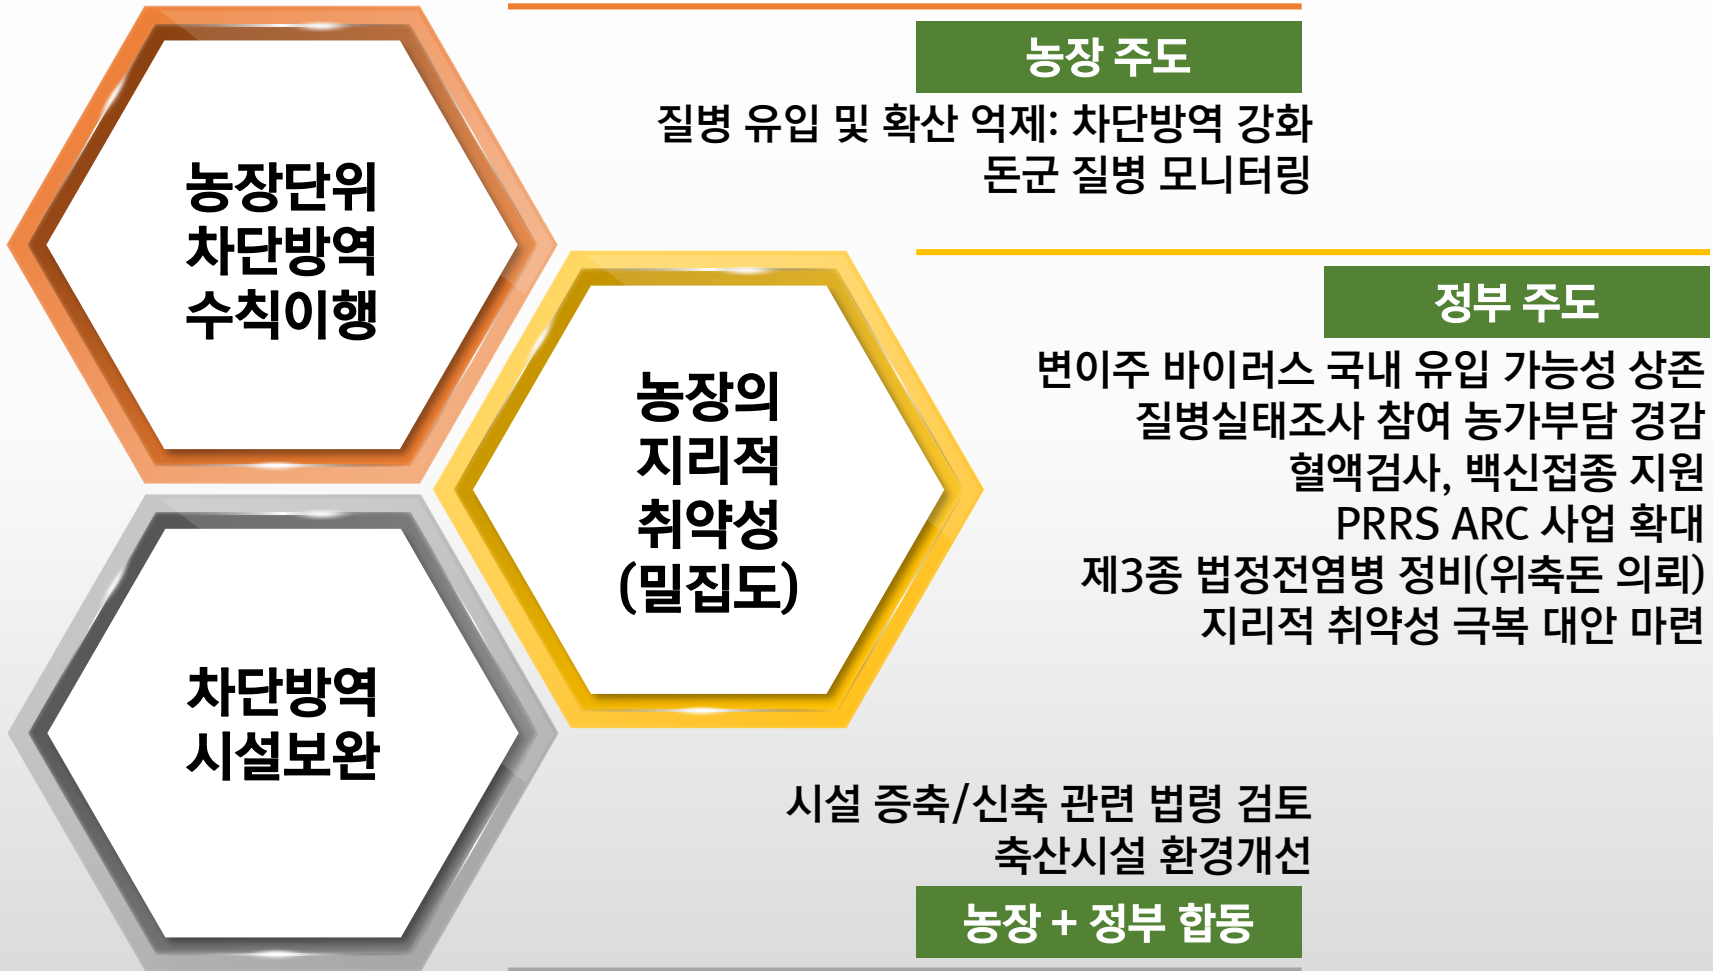 농장단위
차단방역
수칙이행
농장 주도
질병 유입 및 확산 억제: 차단방역 강화
돈군 질병 모니터링
농장의
지리적
취약성
(밀집도)
정부 주도
변이주 바이러스 국내 유입 가능성 상존
질병실태조사 참여 농가부담 경감
혈액검사, 백신접종 지원
PRRS ARC 사업 확대
제3종 법정전염병 정비(위축돈 의뢰)
지리적 취약성 극복 대안 마련
차단방역
시설보완
시설 증축/신축 관련 법령 검토
축산시설 환경개선
농장 + 정부 합동